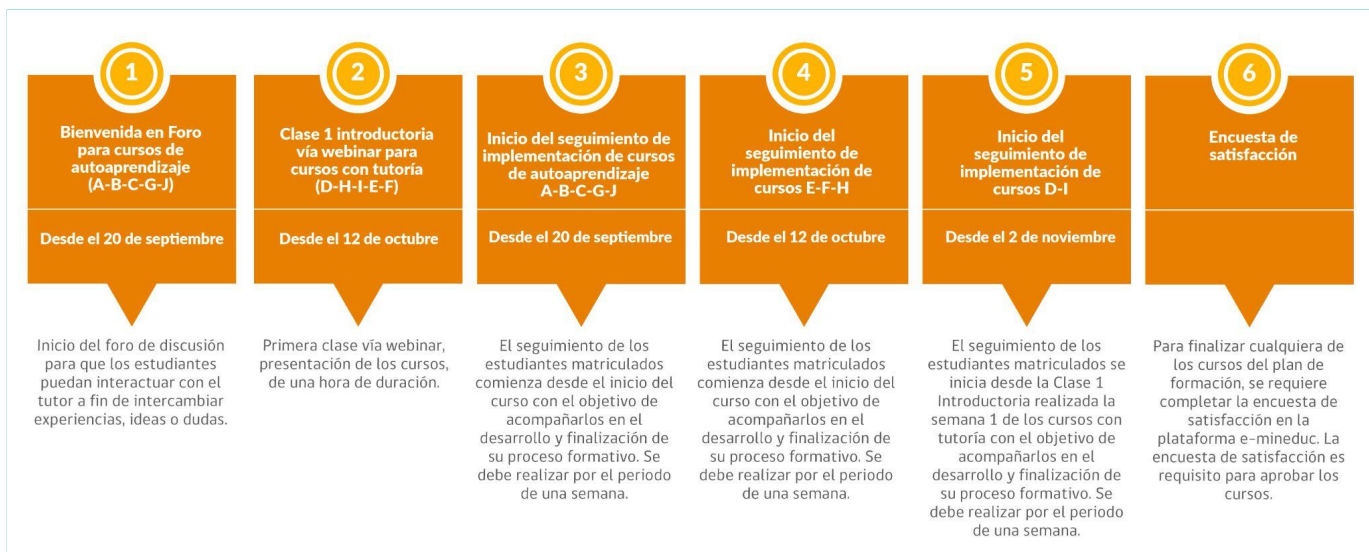 1
Bienvenida en Foro
para cursos de
autoaprendizaje
(A-B-C-G-J)
Desde el 20 de septiembre
Inicio del foro de discusión
para que los estudiantes
puedan interactuar con el
tutor a fin de intercambiar
experiencias, ideas o dudas.
2
Clase 1 introductoria
vía webinar para
cursos con tutoría
(D-H-I-E-F)
Desde el 12 de octubre
Primera clase vía webinar,
presentación de los cursos,
de una hora de duración.
3
Inicio del seguimiento de
implementación de cursos
de autoaprendizaje
A-B-C-G-J
Desde el 20 de septiembre
El seguimiento de los
estudiantes matriculados
comienza desde el inicio del
curso con el objetivo de
acompañarlos en el
desarrollo y finalización de
su proceso formativo. Se
debe realizar por el periodo
de una semana.
4
Inicio del
seguimiento de
implementación de
cursos E-F-H
Desde el 12 de octubre
El seguimiento de los
estudiantes matriculados
comienza desde el inicio del
curso con el objetivo de
acompañarlos en el
desarrollo y finalización de
su proceso formativo. Se
debe realizar por el periodo
de una semana.
5
Inicio del
seguimiento de
implementación de
cursos D-I
Desde el 2 de noviembre
El seguimiento de los
estudiantes matriculados se
inicia desde la Clase 1
Introductoria realizada la
semana 1 de los cursos con
tutoría con el objetivo de
acompañarlos en el
desarrollo y finalización de
su proceso formativo. Se
debe realizar por el periodo
de una semana.
6
Encuesta de
satisfacción
Para finalizar cualquiera de
los cursos del plan de
formación, se requiere
completar la encuesta de
satisfacción en la
plataforma e-mineduc. La
encuesta de satisfacción es
requisito para aprobar los
cursos.